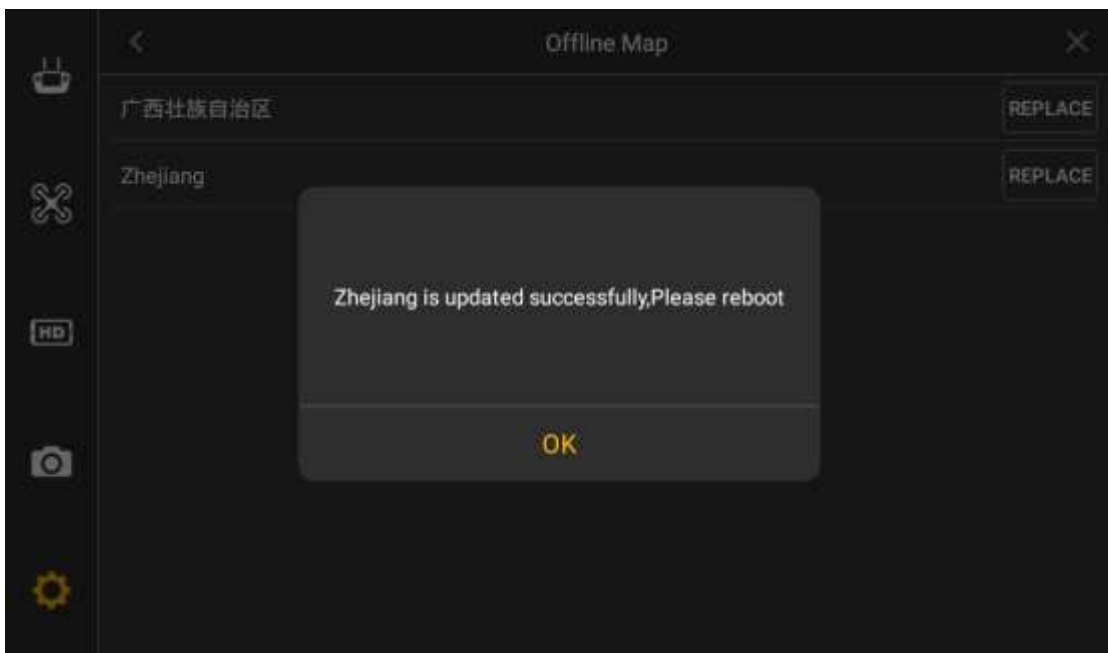 Offline Map
广西壮族自治区
REPLACE
Zhejiang
REPLACE
Zhejiang is updated successfully,Please reboot
OK
HD